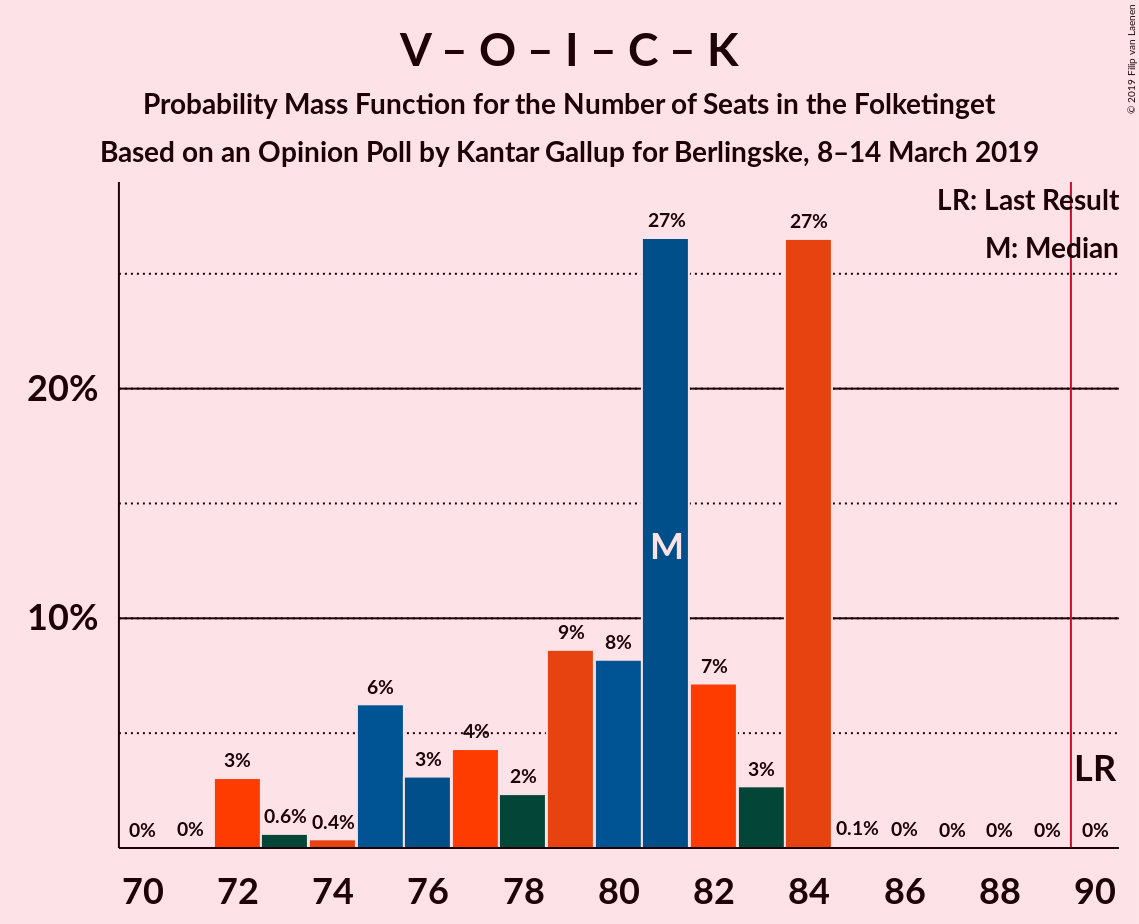 V – O – I – C – K
Probability Mass Function for the Number of Seats in the Folketinget
Based on an Opinion Poll by Kantar Gallup for Berlingske, 8–14 March 2019
© 2019 Filip van Laenen
LR: Last Result
M: Median
20%
10%
0% 0% 3% 0.6% 0.4% 6% 3% 4% 2% 9% 8% 27% 7% 3% 27% 0.1% 0% 0% 0% 0% 0%
M
LR
70 72 74 76 78 80 82 84 86 88 90